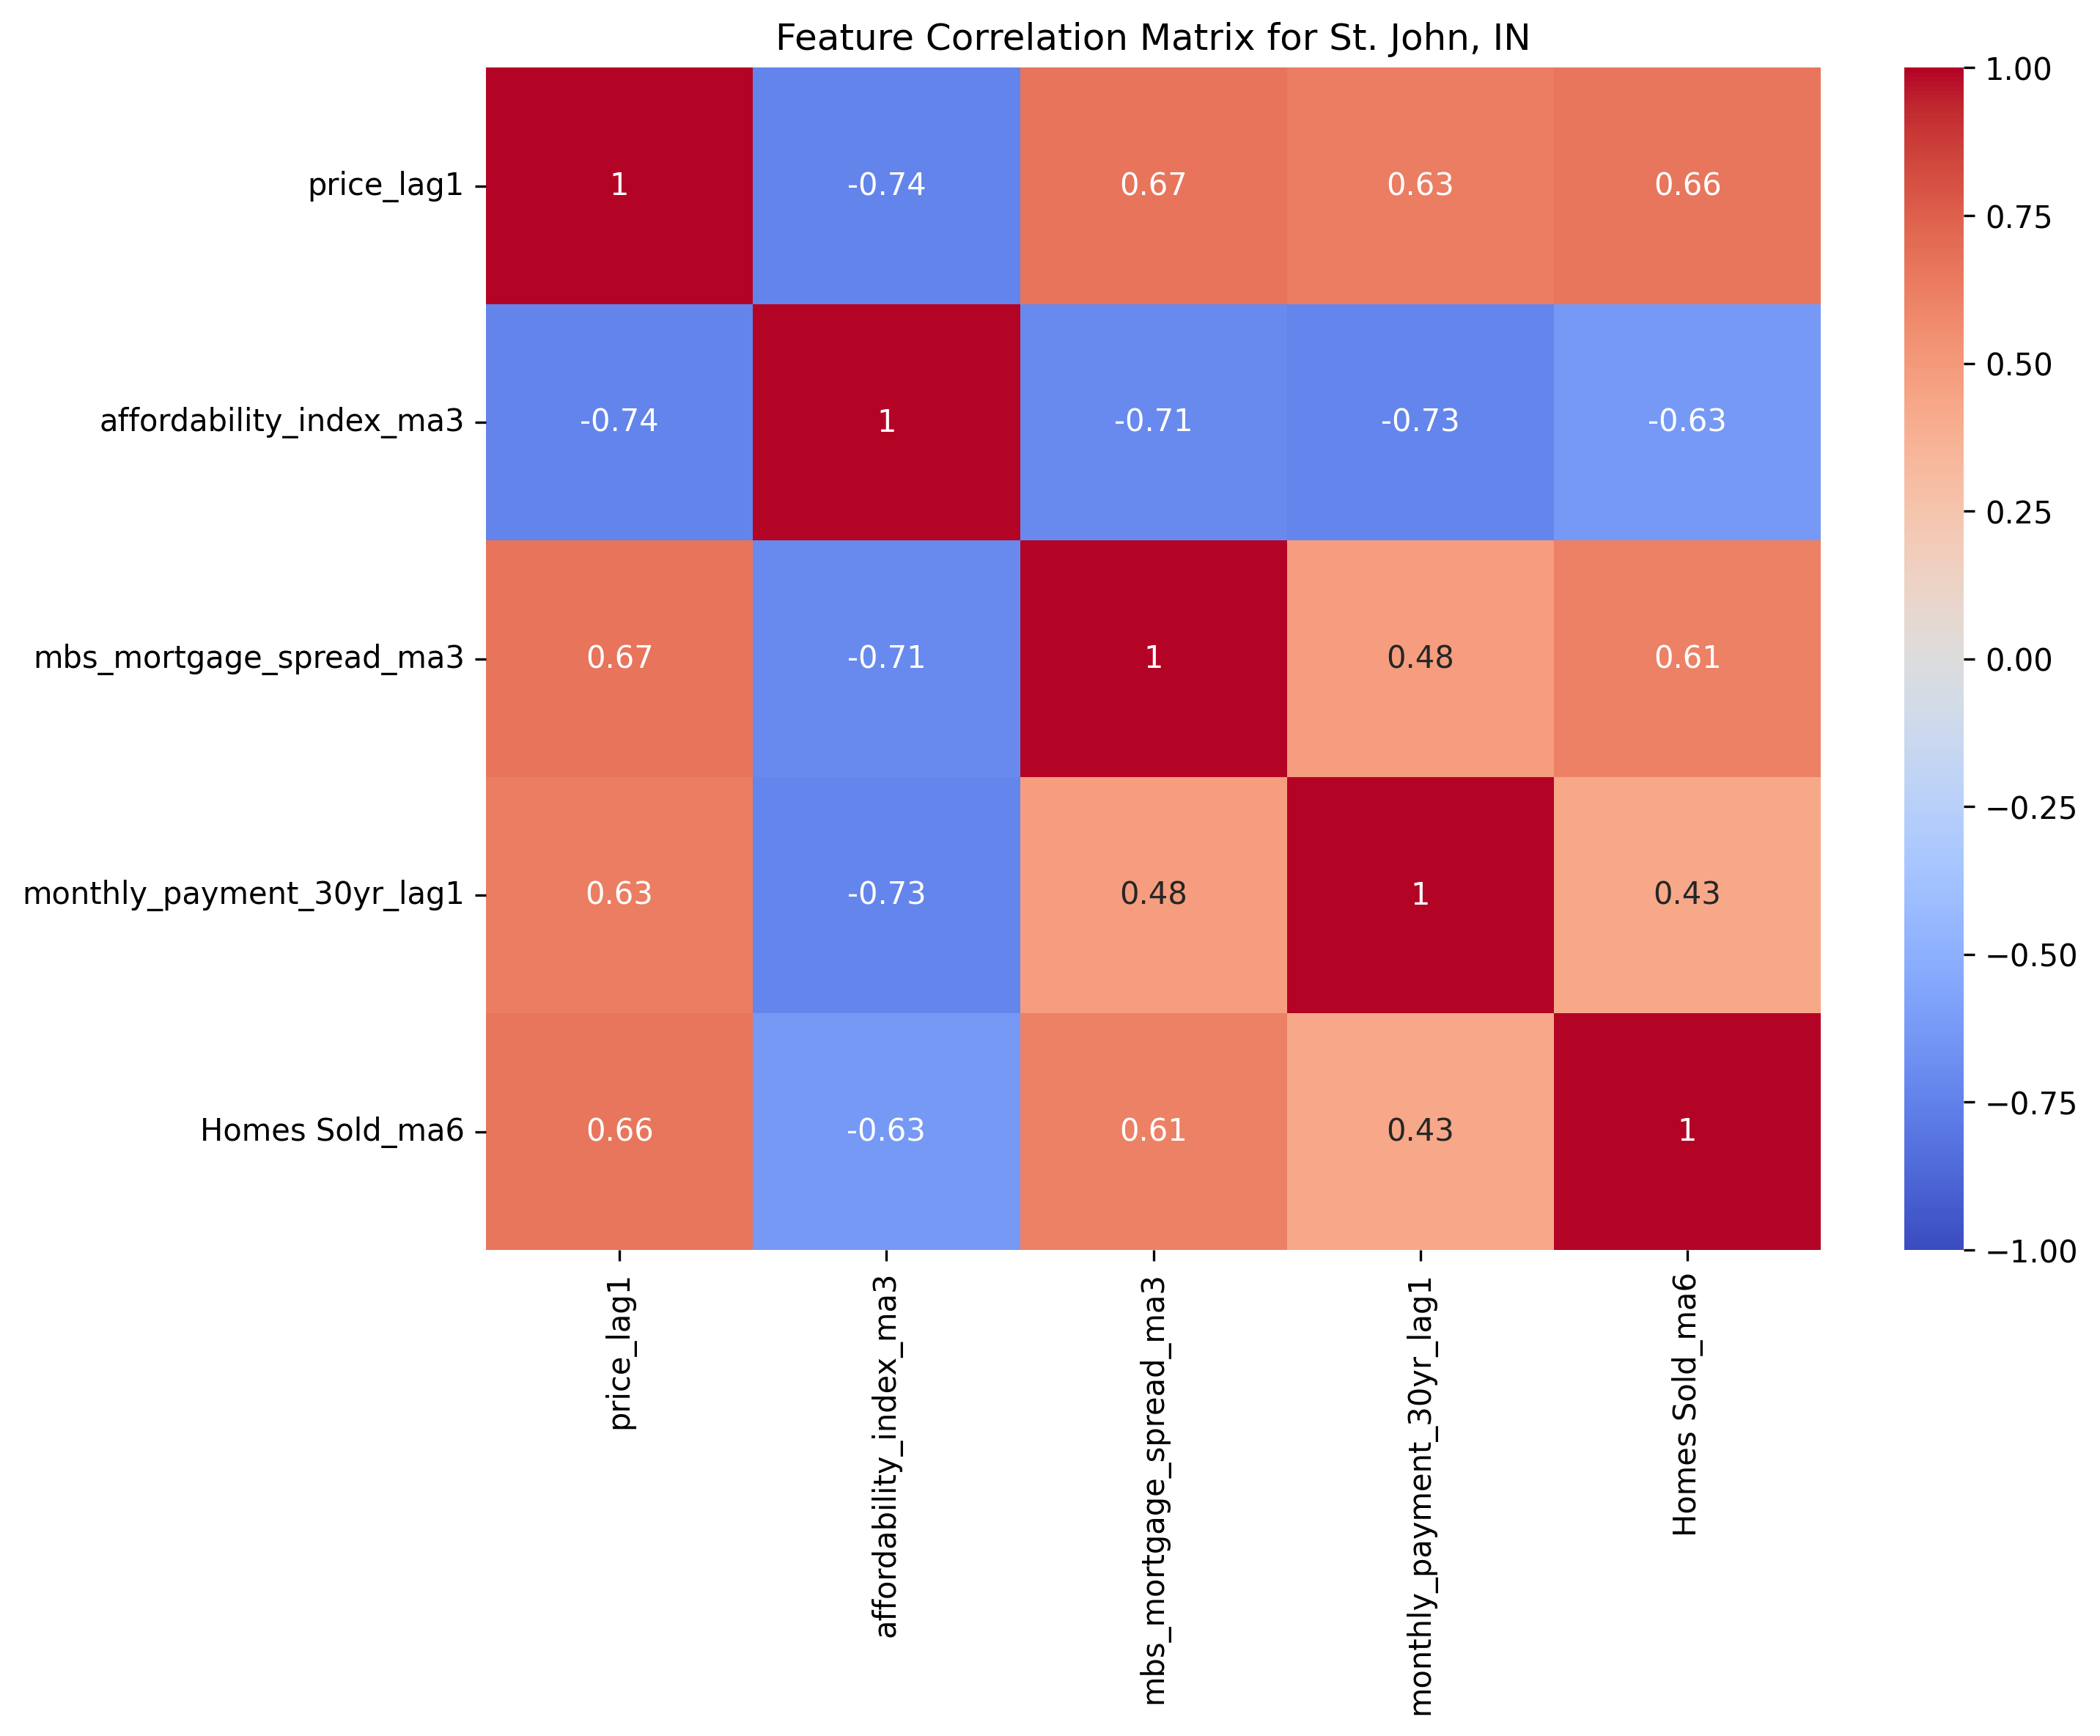 Feature Correlation Matrix for St. John, IN
price_lag1 1 -0.74 0.67 0.63 0.66
affordability_index_ma3 -0.74 1 -0.71 -0.73 -0.63
mbs_mortgage_spread_ma3 0.67 -0.71 1 0.48 0.61
monthly_payment_30yr_lag1 0.63 -0.73 0.48 1 0.43
Homes Sold_ma6 0.66 -0.63 0.61 0.43 1
price_lag1
affordability_index_ma3
mbs_mortgage_spread_ma3
monthly_payment_30yr_lag1
Homes Sold_ma6
1.00
0.75
0.50
0.25
0.00
−0.25
−0.50
−0.75
−1.00